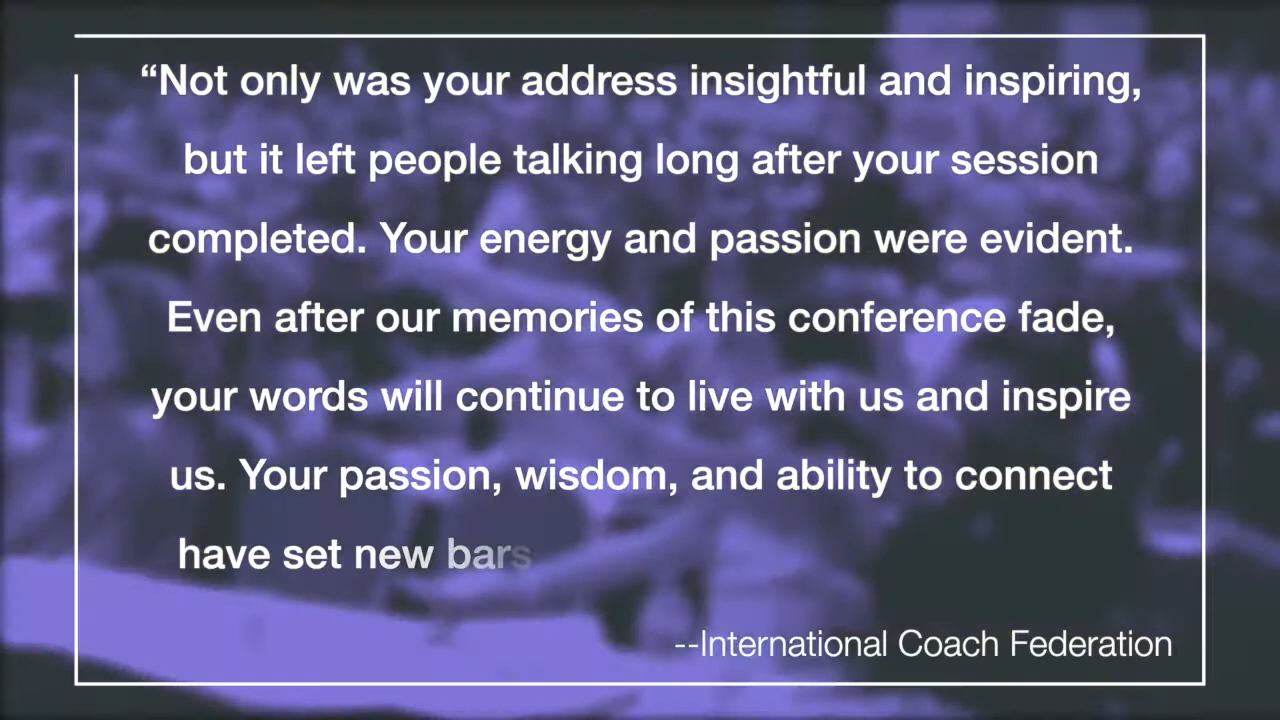 “Not only was your address insightful and inspiring,
but it left people talking long after your session
completed. Your energy and passion were evident.
Even after our memories of this conference fade,
your words will continue to live with us and inspire
us. Your passion, wisdom, and ability to connect
have set new bars
--International Coach Federation